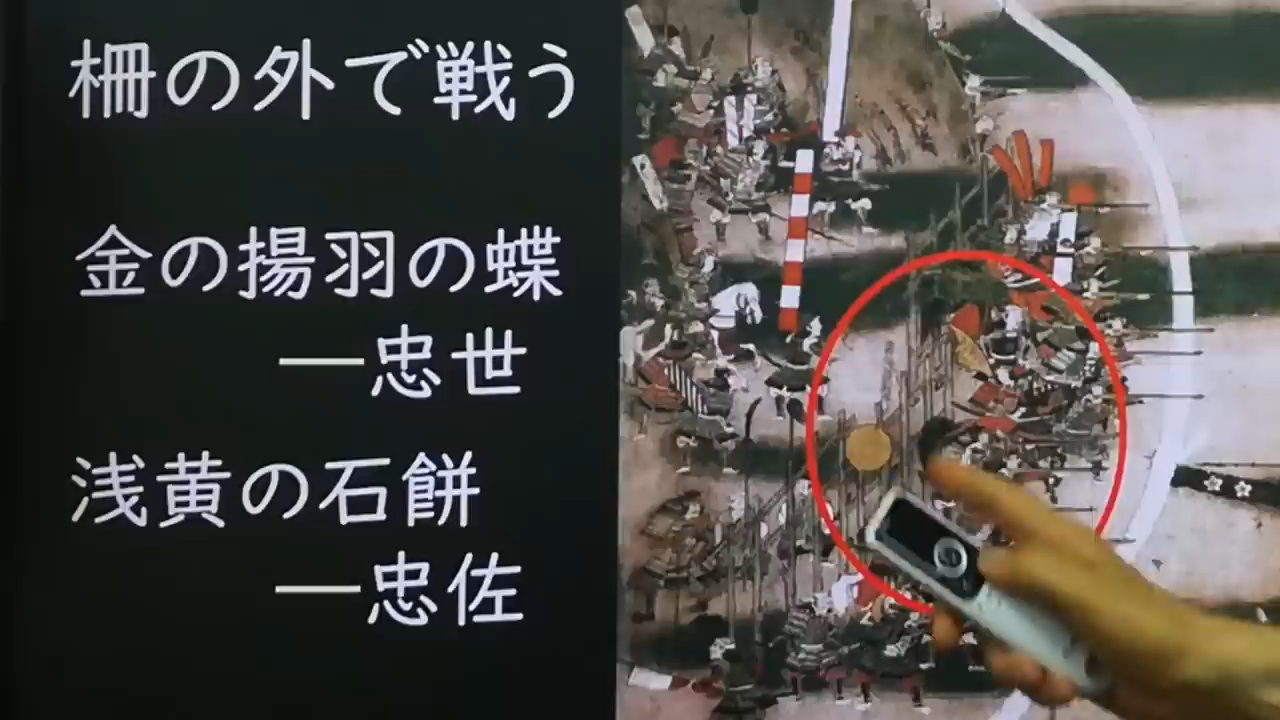 柵の外で戦う
金の揚羽の蝶
―忠世
浅黄の石餅
―忠佐